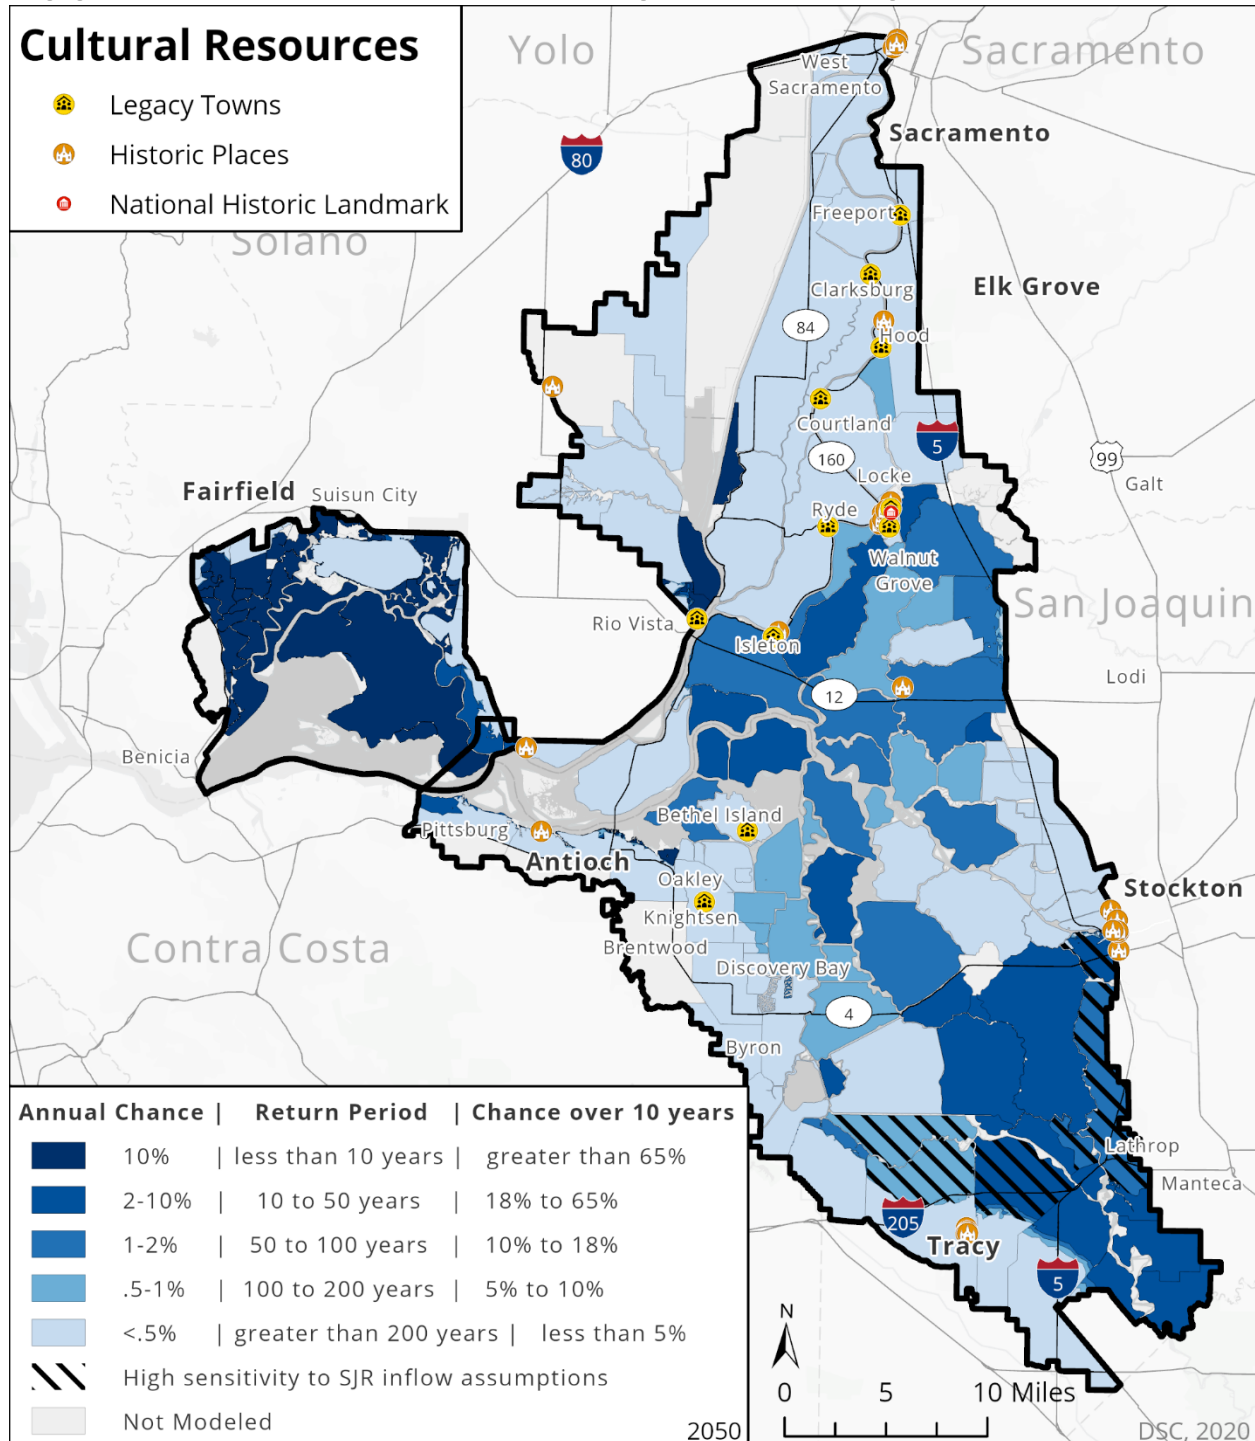 Cultural Resources
Legacy Towns
Historic Places
National Historic Landmark
Yolo
Sacramento
West
Sacramento
Sacramento
80
Freeport
Solano
Clarksburg
Elk Grove
84
Hood
Courtland
5
160
99
Locke
Galt
Fairfield
Suisun City
Ryde
Walnut
Grove
San Joaquin
Rio Vista
Isleton
Lodi
12
Benicia
Bethel Island
Pittsburg
Antioch
Oakley
Stockton
Knightsen
Contra Costa
Brentwood
Discovery Bay
4
Byron
Annual Chance | Return Period | Chance over 10 years
10% | less than 10 years | greater than 65%
2-10% | 10 to 50 years | 18% to 65%
1-2% | 50 to 100 years | 10% to 18%
.5-1% | 100 to 200 years | 5% to 10%
<.5% | greater than 200 years | less than 5%
High sensitivity to SJR inflow assumptions
Not Modeled
Lathrop
Manteca
205
Tracy
5
N
0 5 10 Miles
2050
DSC, 2020